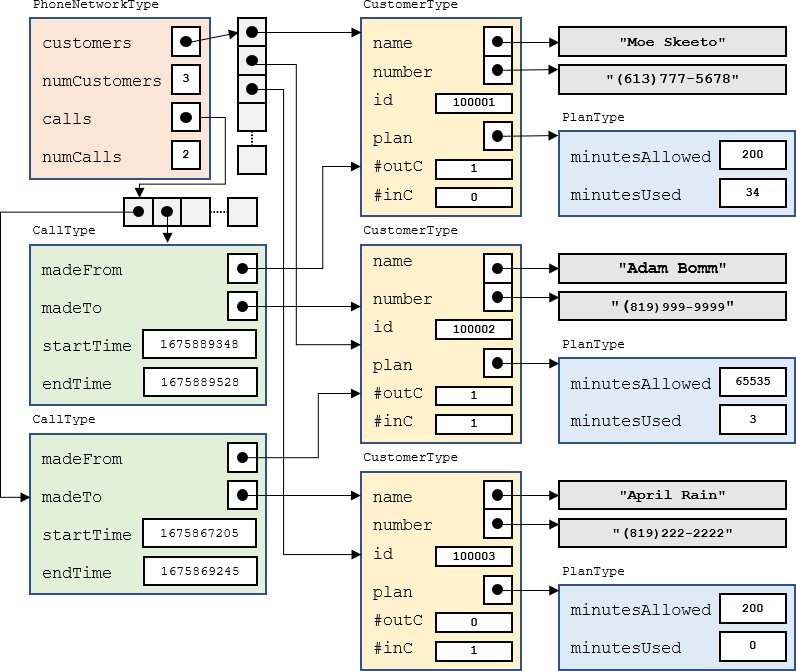 PhoneNetworkType
customers
numCustomers 3
calls
numCalls 2
CustomerType
name
number
id 100001
plan
#outC 1
#inC 0
"Moe Skeeto"
"(613)777-5678"
PlanType
minutesAllowed 200
minutesUsed 34
CallType
madeFrom
madeTo
startTime 1675889348
endTime 1675889528
CustomerType
name
number
id 100002
plan
#outC 1
#inC 1
"Adam Bomm"
"(819)999-9999"
PlanType
minutesAllowed 65535
minutesUsed 3
CallType
madeFrom
madeTo
startTime 1675867205
endTime 1675869245
CustomerType
name
number
id 100003
plan
#outC 0
#inC 1
"April Rain"
"(819)222-2222"
PlanType
minutesAllowed 200
minutesUsed 0